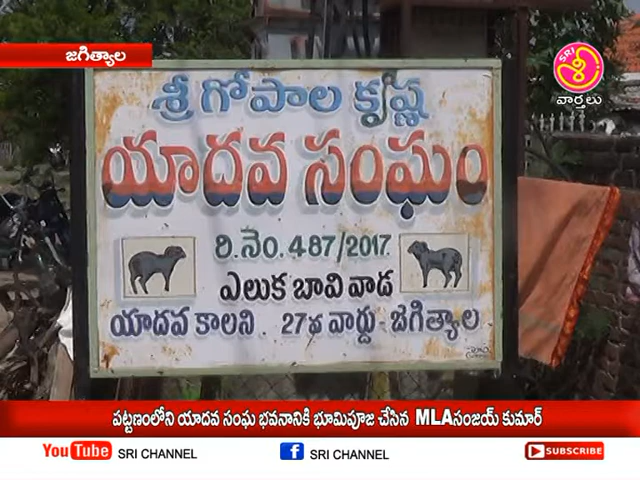 జగిత్యాల
SRI
శ్రీ
వార్తలు
శ్రీ గోపాల కృష్ణ
యాదవ సంఘం
రి.నెం. 487/2017
ఎలుక బావి వాడ
యాదవ కాలని. 27వ వార్డు - జెగిత్యాల
పట్టణంలోని యాదవ సంఘ భవనానికి భూమిపూజ చేసిన MLAసంజయ్ కుమార్
YouTube SRI CHANNEL f SRI CHANNEL SUBSCRIBE